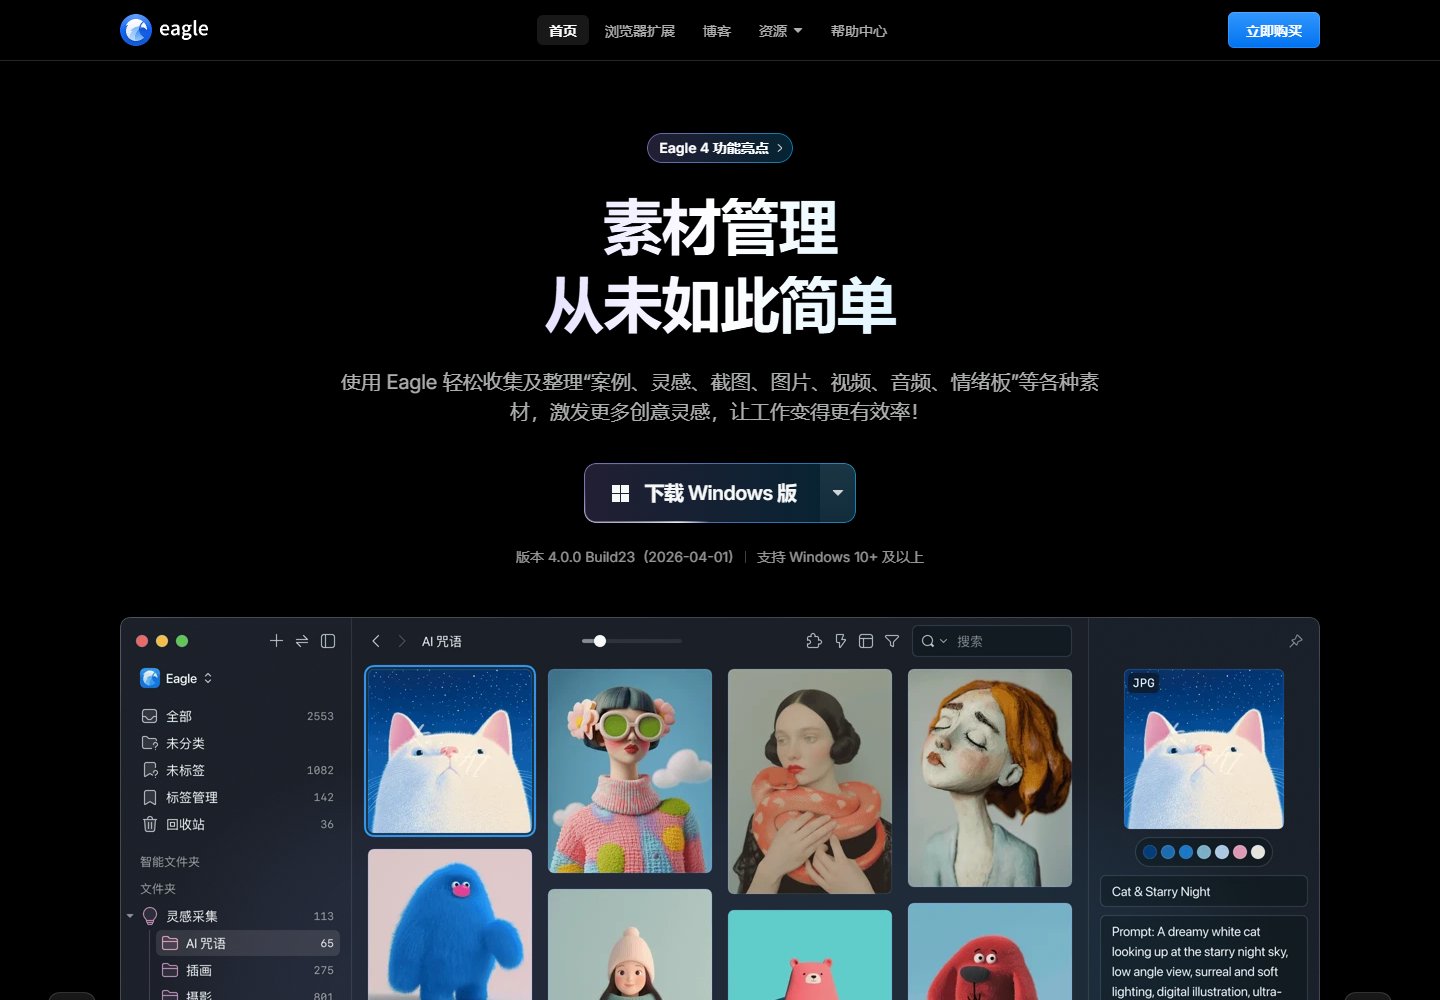 eagle
首页
浏览器扩展
博客
资源
帮助中心
立即购买
Eagle 4 功能亮点
素材管理
从未如此简单
使用 Eagle 轻松收集及整理“案例、灵感、截图、图片、视频、音频、情绪板”等各种素
材，激发更多创意灵感，让工作变得更有效率！
下载 Windows 版
版本 4.0.0 Build23（2026-04-01）
支持 Windows 10+ 及以上
AI 咒语
搜索
Eagle
全部 2553
未分类
未标签 1082
标签管理 142
回收站 36
智能文件夹
文件夹
灵感采集 113
AI 咒语 65
插画 275
摄影 801
JPG
Cat & Starry Night
Prompt: A dreamy white cat
looking up at the starry night sky,
low angle view, surreal and soft
lighting, digital illustration, ultra-